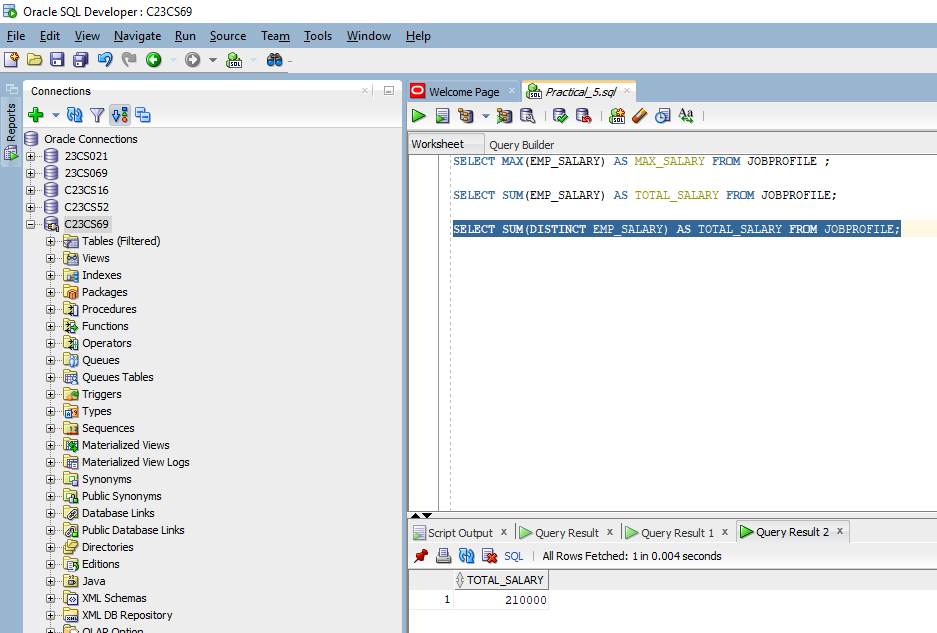 Oracle SQL Developer : C23CS69
File Edit View Navigate Run Source Team Tools Window Help
SQL
Reports
Connections
Oracle Connections
23CS021
23CS069
C23CS16
C23CS52
C23CS69
Tables (Filtered)
Views
Indexes
Packages
Procedures
Functions
Operators
Queues
Queues Tables
Triggers
Types
Sequences
Materialized Views
Materialized View Logs
Synonyms
Public Synonyms
Database Links
Public Database Links
Directories
Editions
Java
XML Schemas
XML DB Repository
OLAP Option
Welcome Page Practical_5.sql
SQL Aa
Worksheet Query Builder
SELECT MAX(EMP_SALARY) AS MAX_SALARY FROM JOBPROFILE ;
SELECT SUM(EMP_SALARY) AS TOTAL_SALARY FROM JOBPROFILE;
SELECT SUM(DISTINCT EMP_SALARY) AS TOTAL_SALARY FROM JOBPROFILE;
Script Output Query Result Query Result 1 Query Result 2
SQL All Rows Fetched: 1 in 0.004 seconds
TOTAL_SALARY
1 210000